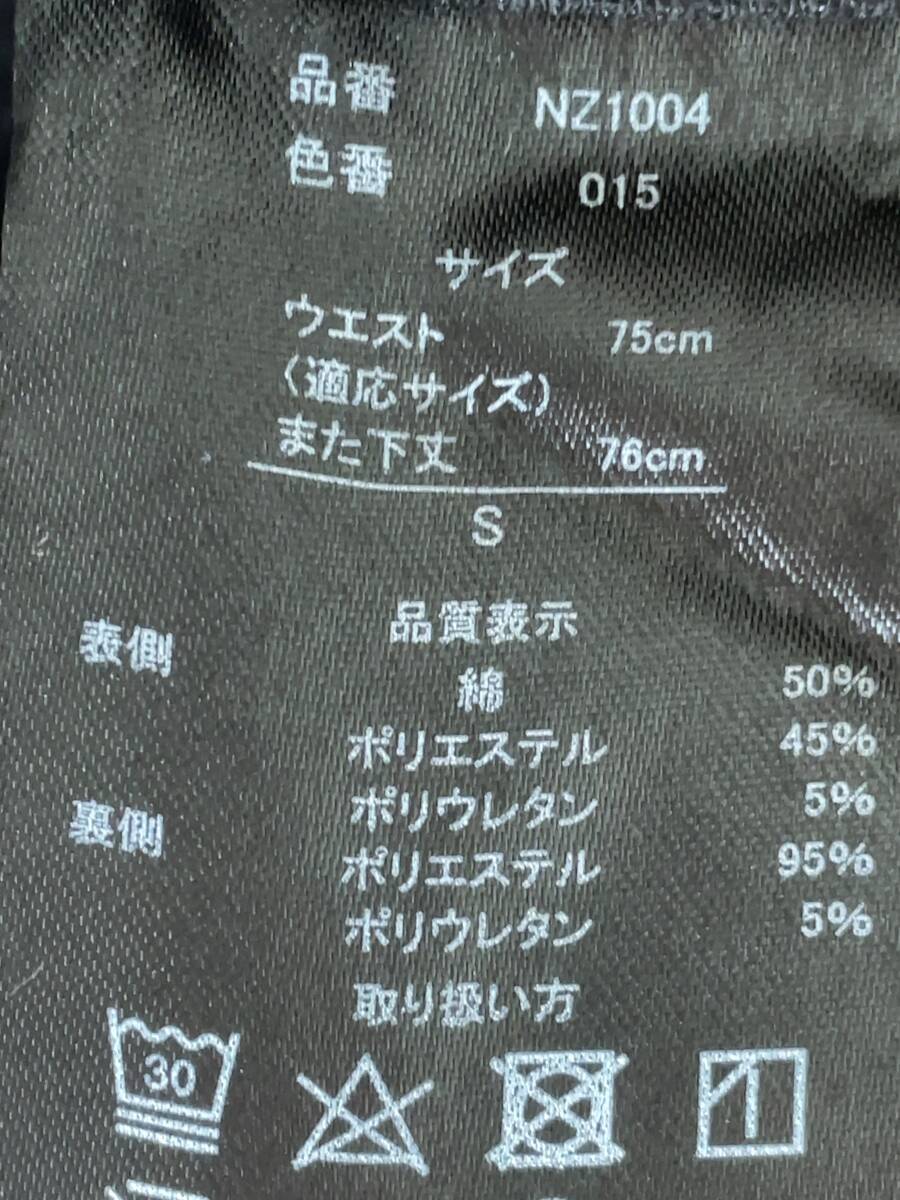 品番 NZ1004
色番 015
サイズ
ウエスト 75cm
(適応サイズ)
また下丈 76cm
S
品質表示
表側 綿 50%
ポリエステル 45%
ポリウレタン 5%
裏側 ポリエステル 95%
ポリウレタン 5%
取り扱い方
30